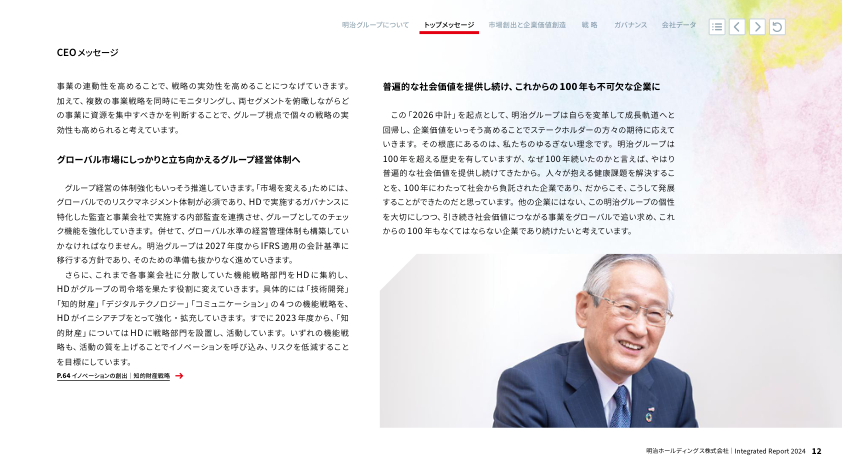 明治グループについて トップメッセージ 市場創出と企業価値創造 戦 略 ガバナンス 会社データ
CEOメッセージ
事業の連動性を高めることで、戦略の実効性を高めることにつなげていきます。
加えて、複数の事業戦略を同時にモニタリングし、両セグメントを俯瞰しながらど
の事業に資源を集中すべきかを判断することで、グループ視点で個々の戦略の実
効性も高められると考えています。
グローバル市場にしっかりと立ち向かえるグループ経営体制へ
グループ経営の体制強化もいっそう推進していきます。「市場を変える」ためには、
グローバルでのリスクマネジメント体制が必須であり、HDで実施するガバナンスに
特化した監査と事業会社で実施する内部監査を連携させ、グループとしてのチェッ
ク機能を強化していきます。併せて、グローバル水準の経営管理体制も構築してい
かなければなりません。明治グループは2027年度からIFRS適用の会計基準に
移行する方針であり、そのための準備も抜かりなく進めていきます。
さらに、これまで各事業会社に分散していた機能戦略部門をHDに集約し、
HDがグループの司令塔を果たす役割に変えていきます。具体的には「技術開発」
「知的財産」「デジタルテクノロジー」「コミュニケーション」の4つの機能戦略を、
HDがイニシアチブをとって強化・拡充していきます。すでに2023年度から、「知
的財産」についてはHDに戦略部門を設置し、活動しています。いずれの機能戦
略も、活動の質を上げることでイノベーションを呼び込み、リスクを低減すること
を目標にしています。
P.64 イノベーションの創出｜知的財産戦略 →
普遍的な社会価値を提供し続け、これからの100年も不可欠な企業に
この「2026中計」を起点として、明治グループは自らを変革して成長軌道へと
回帰し、企業価値をいっそう高めることでステークホルダーの方々の期待に応えて
いきます。その根底にあるのは、私たちのゆるぎない理念です。明治グループは
100年を超える歴史を有していますが、なぜ100年続いたのかと言えば、やはり
普遍的な社会価値を提供し続けてきたから。人々が抱える健康課題を解決するこ
とを、100年にわたって社会から負託された企業であり、だからこそ、こうして発展
することができたのだと思っています。他の企業にはない、この明治グループの個性
を大切にしつつ、引き続き社会価値につながる事業をグローバルで追い求め、これ
からの100年もなくてはならない企業であり続けたいと考えています。
明治ホールディングス株式会社｜Integrated Report 2024 12